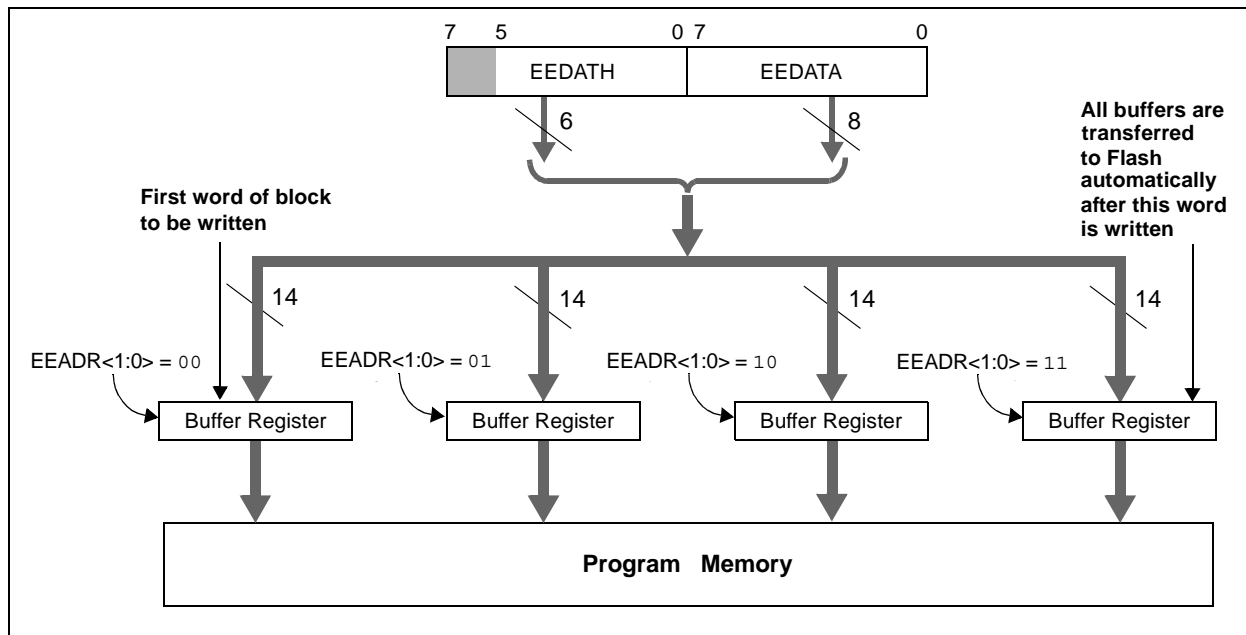 7 5 0 7 0
EEDATH EEDATA
6 8
All buffers are
transferred
to Flash
automatically
after this word
is written
First word of block
to be written
14 14 14 14
EEADR<1:0> = 00 EEADR<1:0> = 01 EEADR<1:0> = 10 EEADR<1:0> = 11
Buffer Register Buffer Register Buffer Register Buffer Register
Program Memory